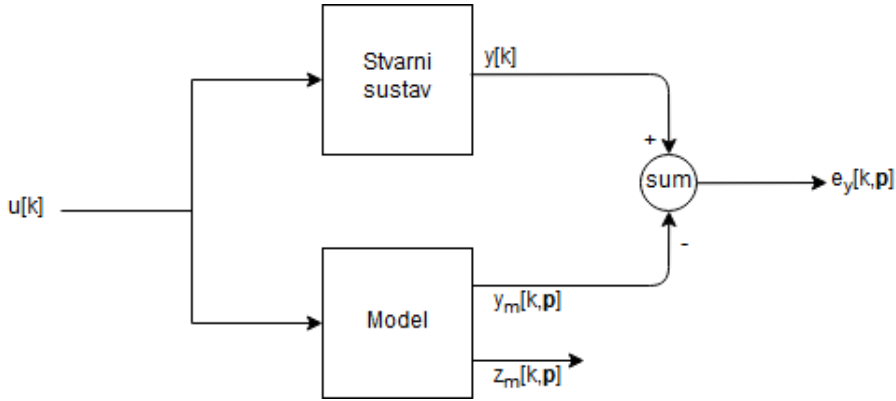 Stvarni
sustav
y[k]
+
sum
e_y[k,p]
u[k]
-
Model
y_m[k,p]
z_m[k,p]